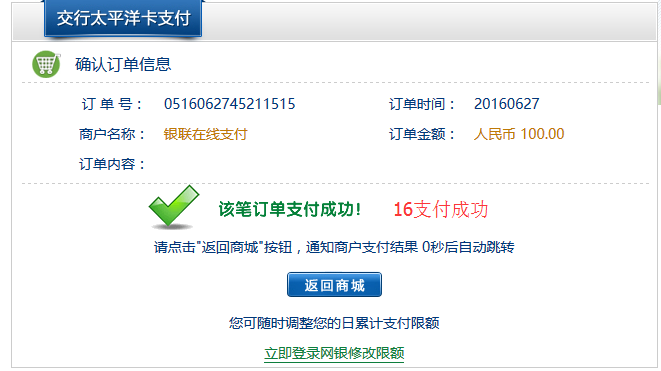 交行太平洋卡支付
确认订单信息
订 单 号： 0516062745211515 订单时间： 20160627
商户名称： 银联在线支付 订单金额： 人民币 100.00
订单内容：
该笔订单支付成功! 16支付成功
请点击"返回商城"按钮，通知商户支付结果 0秒后自动跳转
返回商城
您可随时调整您的日累计支付限额
立即登录网银修改限额